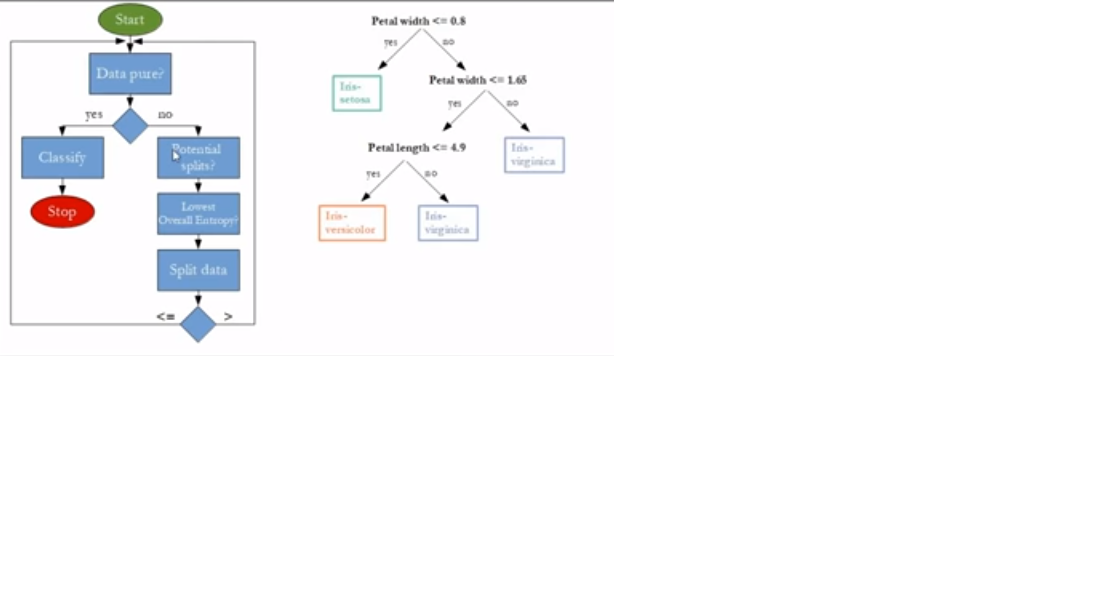 Start
Data pure?
yes
no
Classify
Potential
splits?
Stop
Lowest
Overall Entropy?
Split data
<=
>
Petal width <= 0.8
yes
no
Iris-
setosa
Petal width <= 1.65
yes
no
Petal length <= 4.9
Iris-
virginica
yes
no
Iris-
versicolor
Iris-
virginica